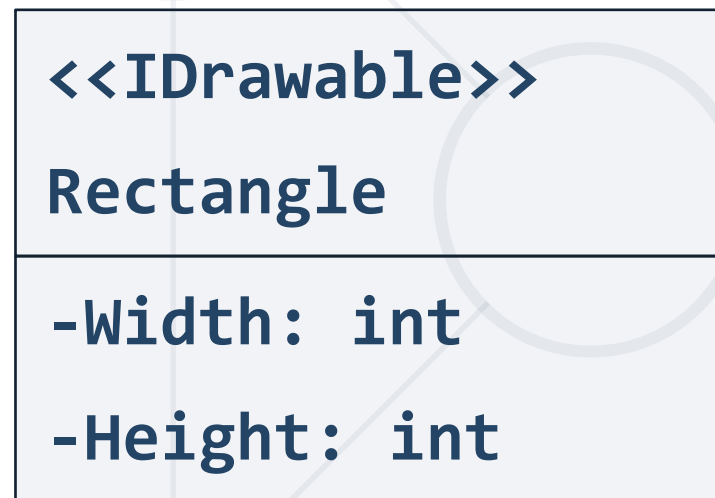 <<IDrawable>>
Rectangle
-Width: int
-Height: int